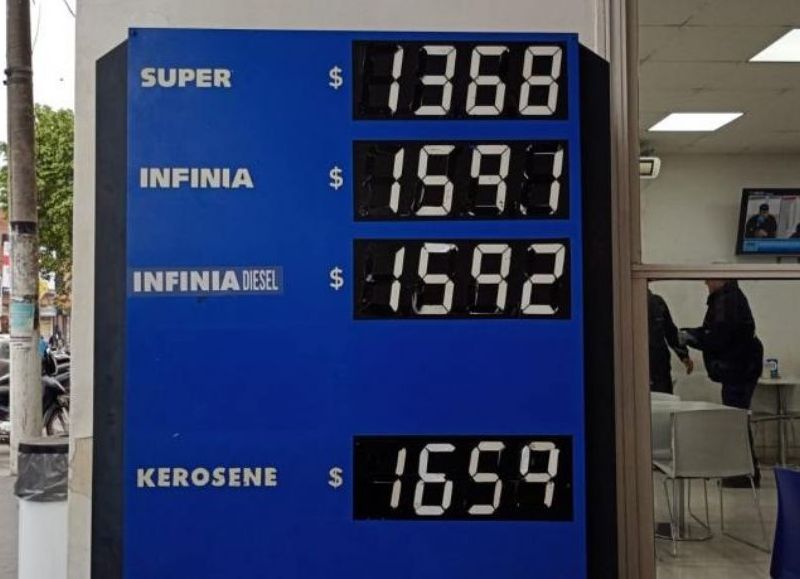 SUPER $ 1368
INFINIA $ 1591
INFINIA DIESEL $ 1592
KEROSENE $ 1659